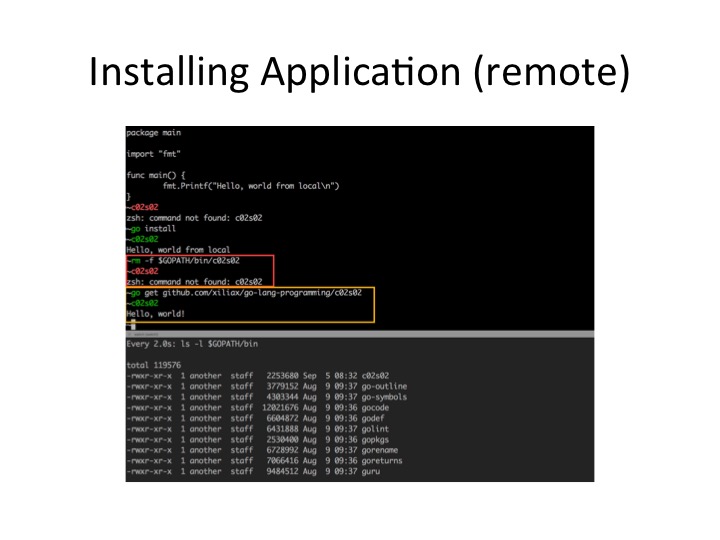 Installing Application (remote)
package main
import "fmt"
func main() {
fmt.Printf("Hello, world from local\n")
}
~c02s02
zsh: command not found: c02s02
~go install
~c02s02
Hello, world from local
~rm -f $GOPATH/bin/c02s02
~c02s02
zsh: command not found: c02s02
~go get github.com/xiliax/go-lang-programming/c02s02
~c02s02
Hello, world!
~
Every 2.0s: ls -l $GOPATH/bin
total 119576
-rwxr-xr-x 1 another staff 2253680 Sep 5 08:32 c02s02
-rwxr-xr-x 1 another staff 3779152 Aug 9 09:37 go-outline
-rwxr-xr-x 1 another staff 4303344 Aug 9 09:37 go-symbols
-rwxr-xr-x 1 another staff 12021676 Aug 9 09:36 gocode
-rwxr-xr-x 1 another staff 6604872 Aug 9 09:36 godef
-rwxr-xr-x 1 another staff 6431888 Aug 9 09:37 golint
-rwxr-xr-x 1 another staff 2530400 Aug 9 09:36 gopkgs
-rwxr-xr-x 1 another staff 6728992 Aug 9 09:37 gorename
-rwxr-xr-x 1 another staff 7066416 Aug 9 09:36 goreturns
-rwxr-xr-x 1 another staff 9484512 Aug 9 09:37 guru